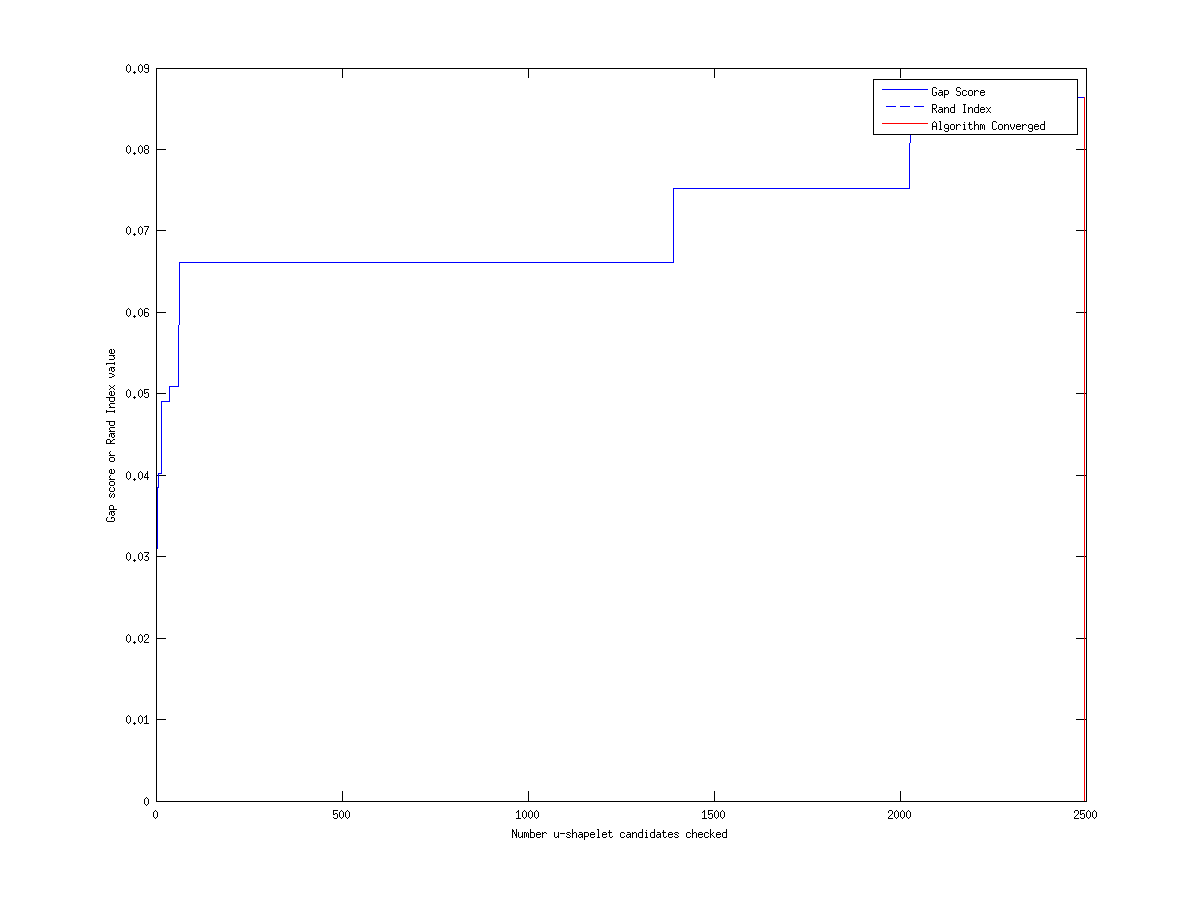 0.09
0.08
0.07
0.06
0.05
0.04
0.03
0.02
0.01
0
Gap score or Rand Index value
Gap Score
Rand Index
Algorithm Converged
0 500 1000 1500 2000 2500
Number u-shapelet candidates checked